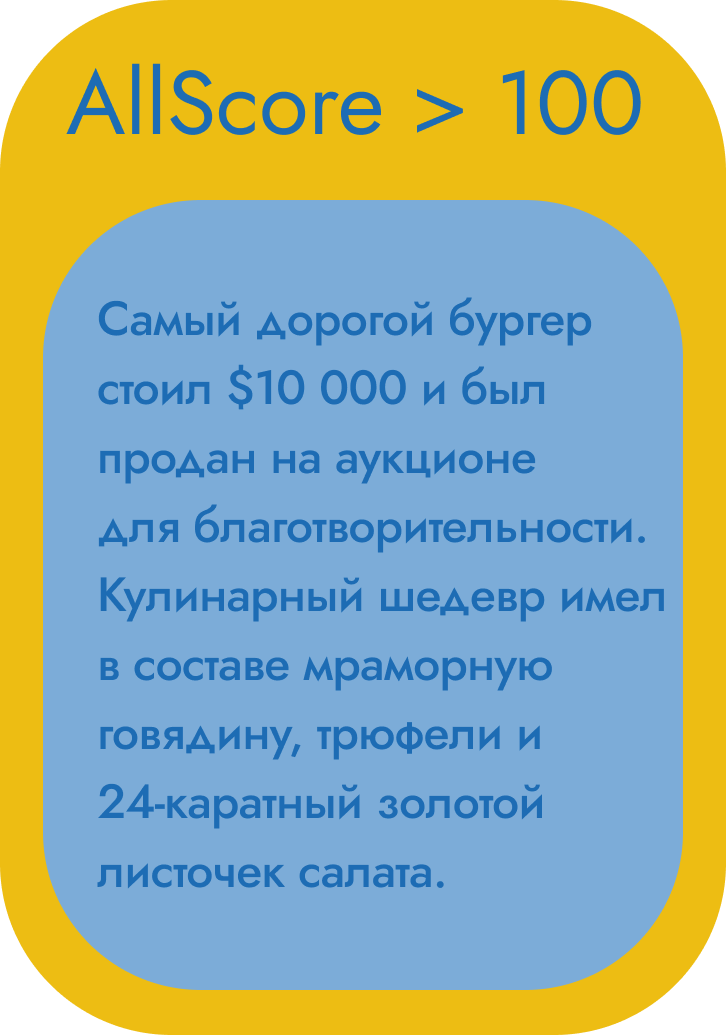 AllScore > 100
Самый дорогой бургер
стоил $10 000 и был
продан на аукционе
для благотворительности.
Кулинарный шедевр имел
в составе мраморную
говядину, трюфели и
24-каратный золотой
листочек салата.